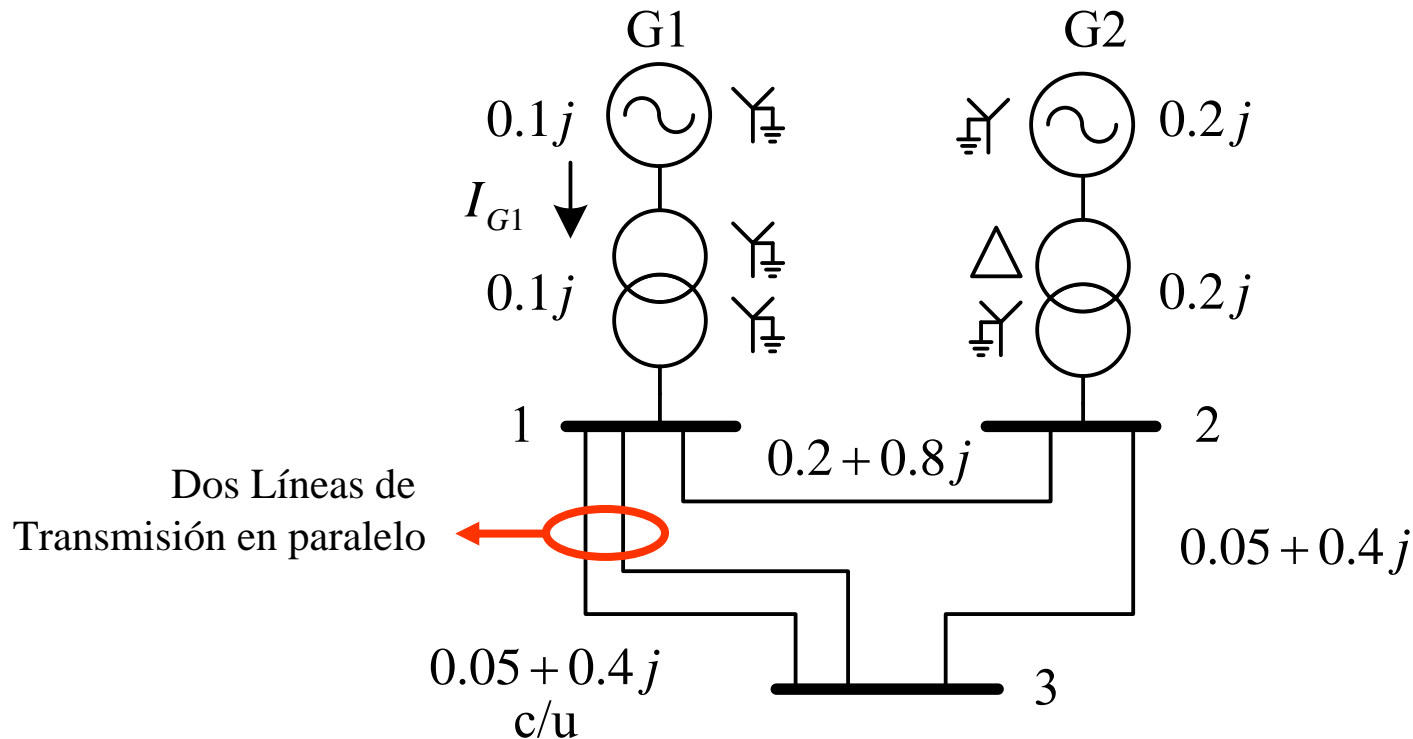 G1
G2
0.1j
0.2j
I_G1
0.1j
0.2j
1
2
0.2+0.8j
Dos Líneas de
Transmisión en paralelo
0.05+0.4j
0.05+0.4j
c/u
3